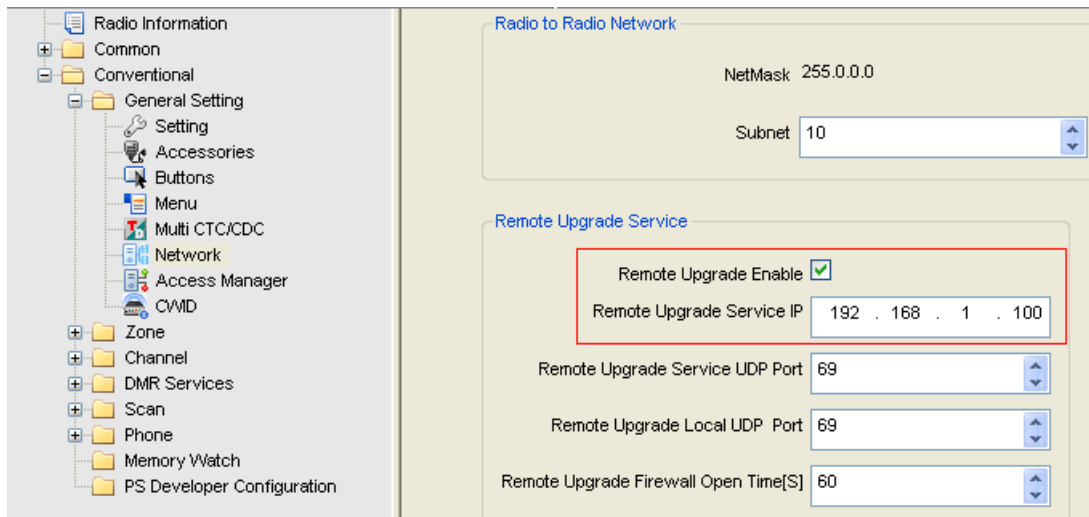 Radio Information
Common
Conventional
General Setting
Setting
Accessories
Buttons
Menu
Multi CTC/CDC
Network
Access Manager
CWID
Zone
Channel
DMR Services
Scan
Phone
Memory Watch
PS Developer Configuration
Radio to Radio Network
NetMask 255.0.0.0
Subnet 10
Remote Upgrade Service
Remote Upgrade Enable
Remote Upgrade Service IP 192 . 168 . 1 . 100
Remote Upgrade Service UDP Port 69
Remote Upgrade Local UDP Port 69
Remote Upgrade Firewall Open Time[S] 60